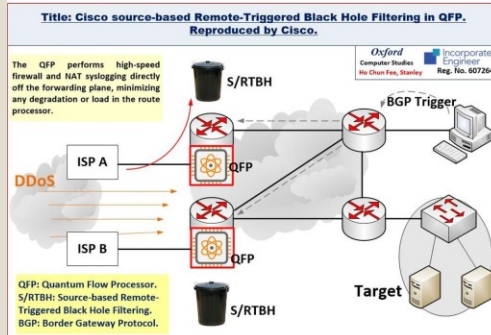 Title: Cisco source-based Remote-Triggered Black Hole Filtering in QFP.
Reproduced by Cisco.
The QFP performs high-speed
firewall and NAT syslogging directly
off the forwarding plane, minimizing
any degradation or load in the route
processor.
S/RTBH
Oxford
Computer Studies
Ho Chun Fee, Stanley
Incorporate
Engineer
Reg. No. 607264
BGP Trigger
ISP A
QFP
DDoS
ISP B
QFP
Target
QFP: Quantum Flow Processor.
S/RTBH: Source-based Remote-
Triggered Black Hole Filtering.
BGP: Border Gateway Protocol.
S/RTBH